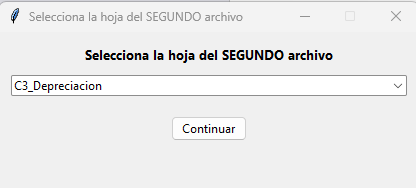 Selecciona la hoja del SEGUNDO archivo
Selecciona la hoja del SEGUNDO archivo
C3_Depreciacion
Continuar